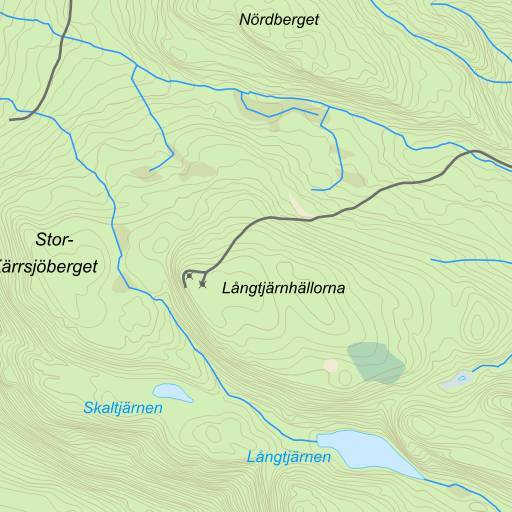 Nördberget
Stor-
Kärrsjöberget
Långtjärnhällorna
Skaltjärnen
Långtjärnen